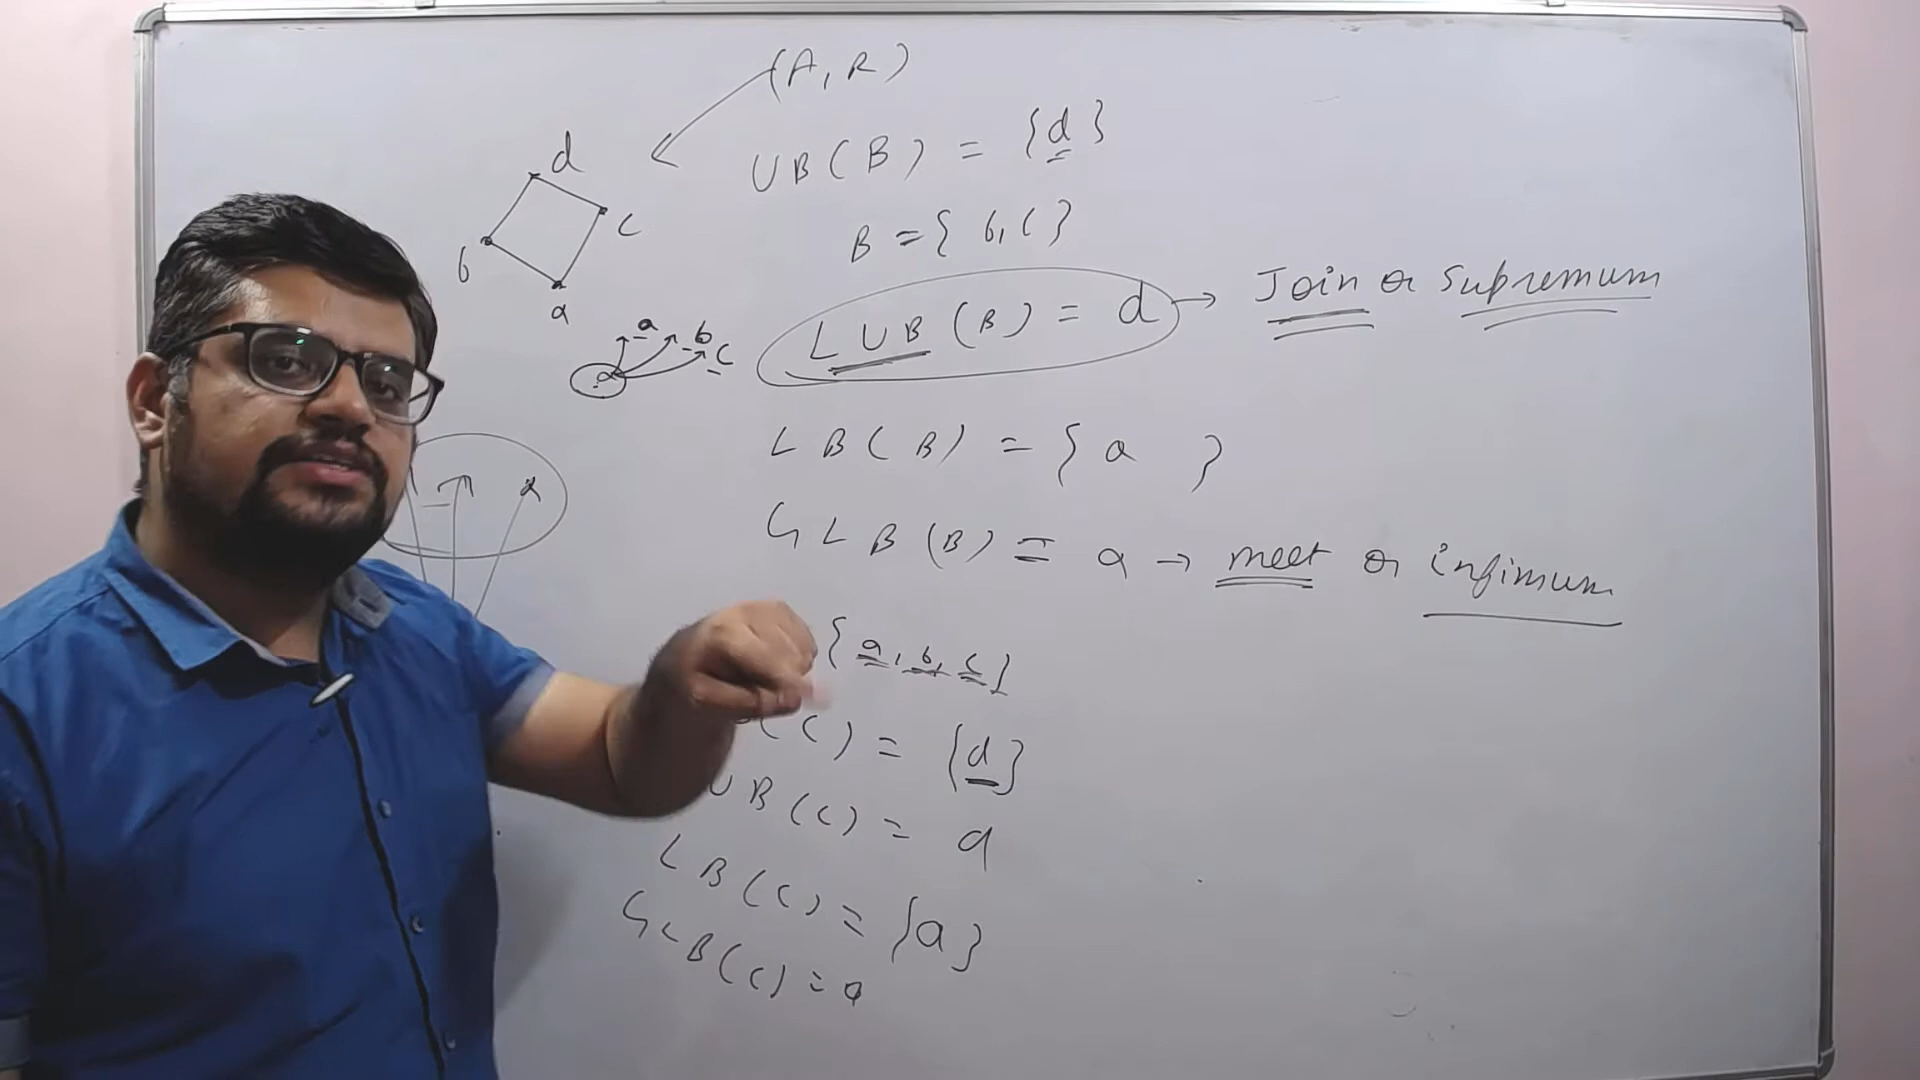 (A, R)
d
c
b
a
UB(B) = {d}
B = { b, c }
LUB (B) = d → Join or Supremum
a b c
a
LB(B) = { a }
GLB(B) = a → meet or infimum
{ a, b, c }
(C) = {d}
UB(C) = d
LB(C) = {a}
GLB(C) = a